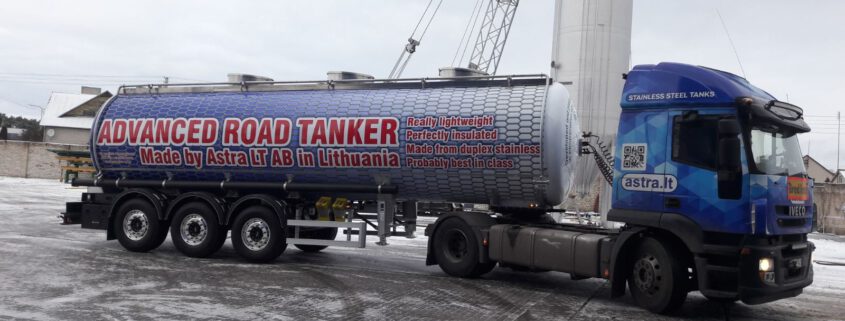 ADVANCED ROAD TANKER
Made by Astra LT AB in Lithuania
Really lightweight
Perfectly insulated
Made from duplex stainless
Probably best in class
STAINLESS STEEL TANKS
astra.lt
IVECO